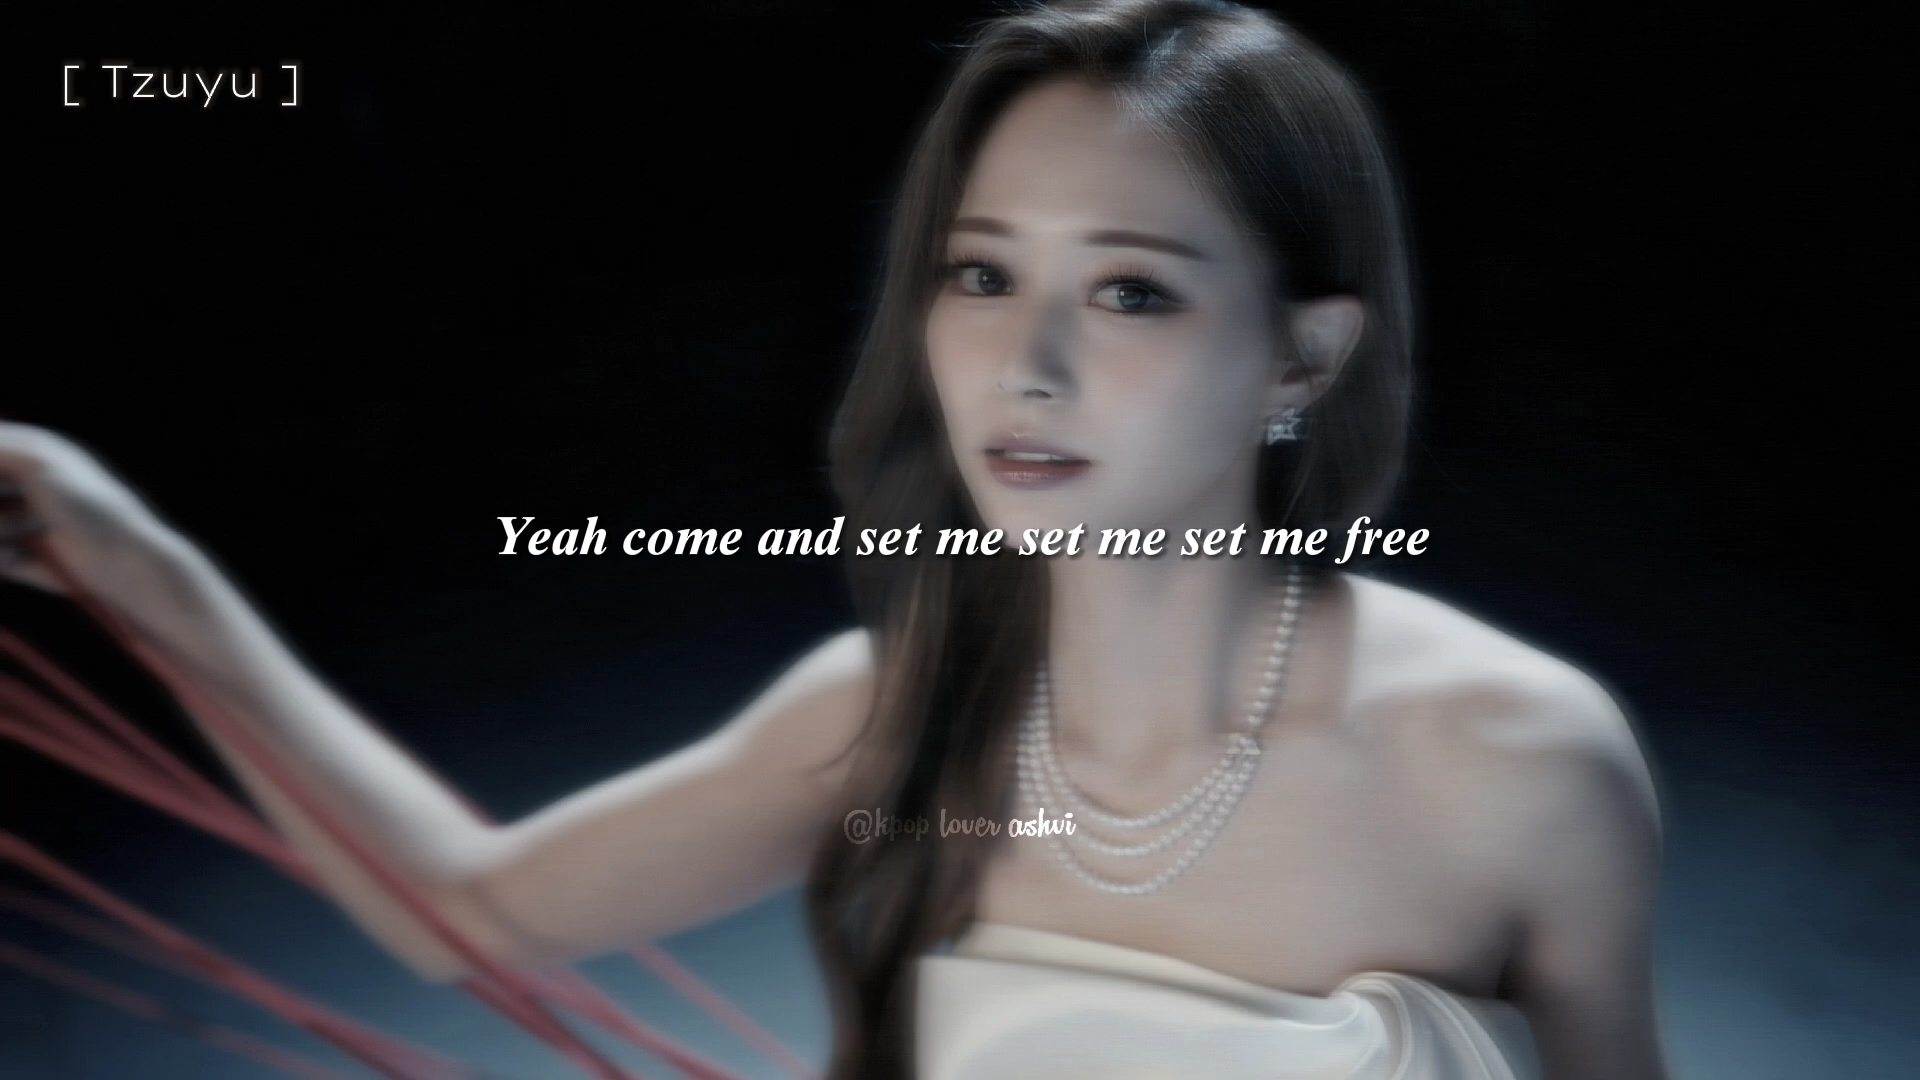 [ Tzuyu ]
Yeah come and set me set me set me free
@kpop lover ashvi